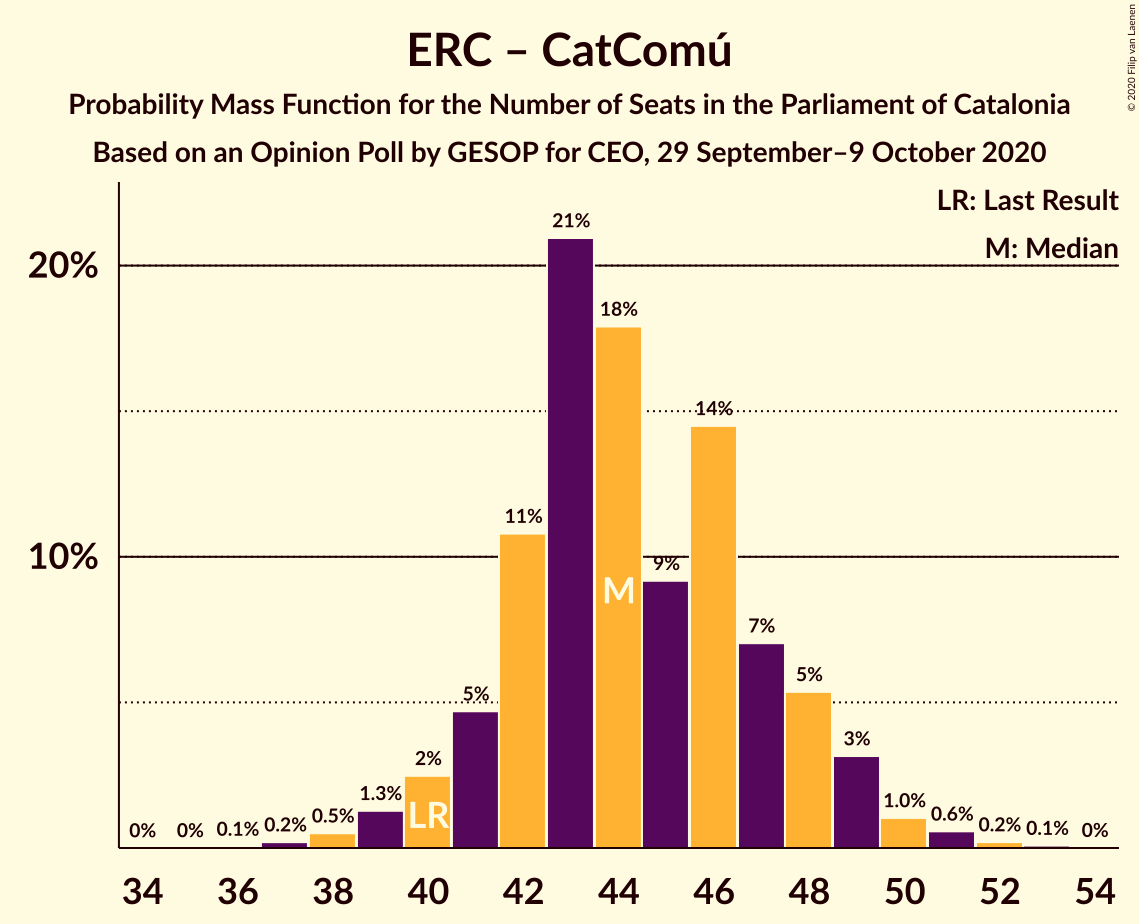 ERC – CatComú
Probability Mass Function for the Number of Seats in the Parliament of Catalonia
Based on an Opinion Poll by GESOP for CEO, 29 September–9 October 2020
© 2020 Filip van Laenen
LR: Last Result
M: Median
20%
10%
0%
0%
0.1%
0.2%
0.5%
1.3%
2%
5%
11%
21%
18%
9%
14%
7%
5%
3%
1.0%
0.6%
0.2%
0.1%
0%
LR
M
34 36 38 40 42 44 46 48 50 52 54